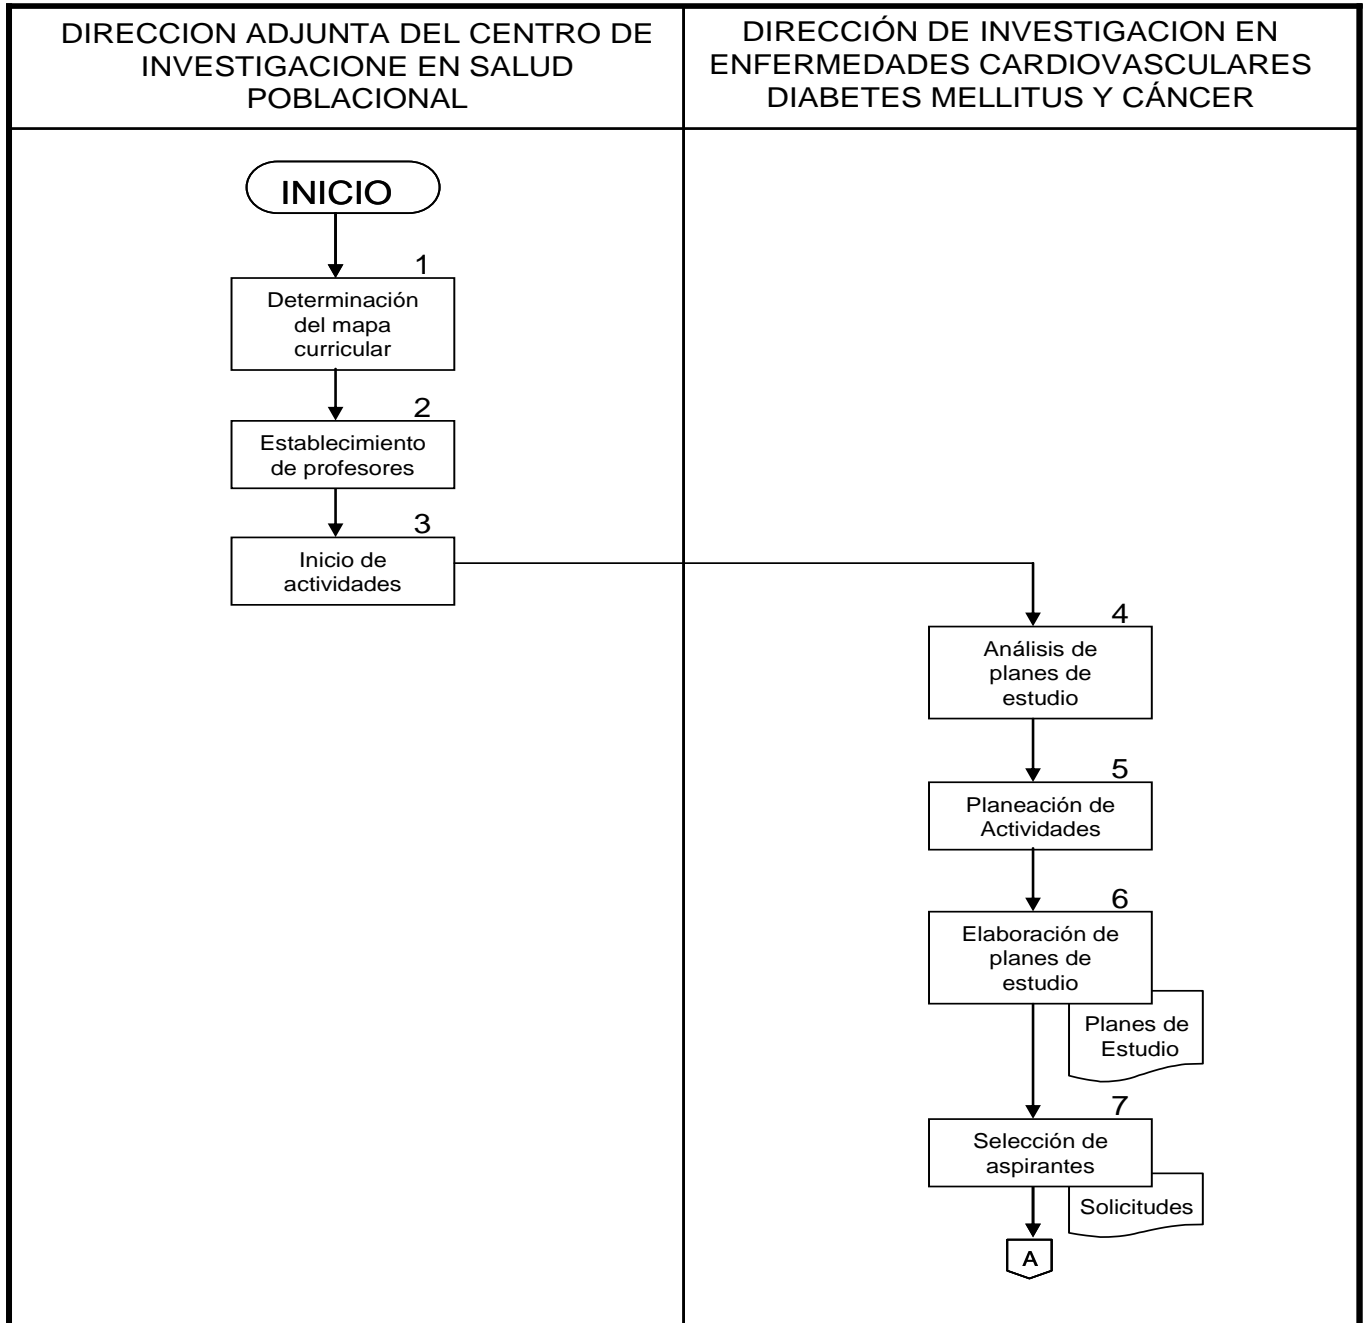 DIRECCION ADJUNTA DEL CENTRO DE
INVESTIGACIONE EN SALUD
POBLACIONAL
DIRECCIÓN DE INVESTIGACION EN
ENFERMEDADES CARDIOVASCULARES
DIABETES MELLITUS Y CÁNCER
INICIO
1
Determinación
del mapa
curricular
2
Establecimiento
de profesores
3
Inicio de
actividades
4
Análisis de
planes de
estudio
5
Planeación de
Actividades
6
Elaboración de
planes de
estudio
Planes de
Estudio
7
Selección de
aspirantes
Solicitudes
A